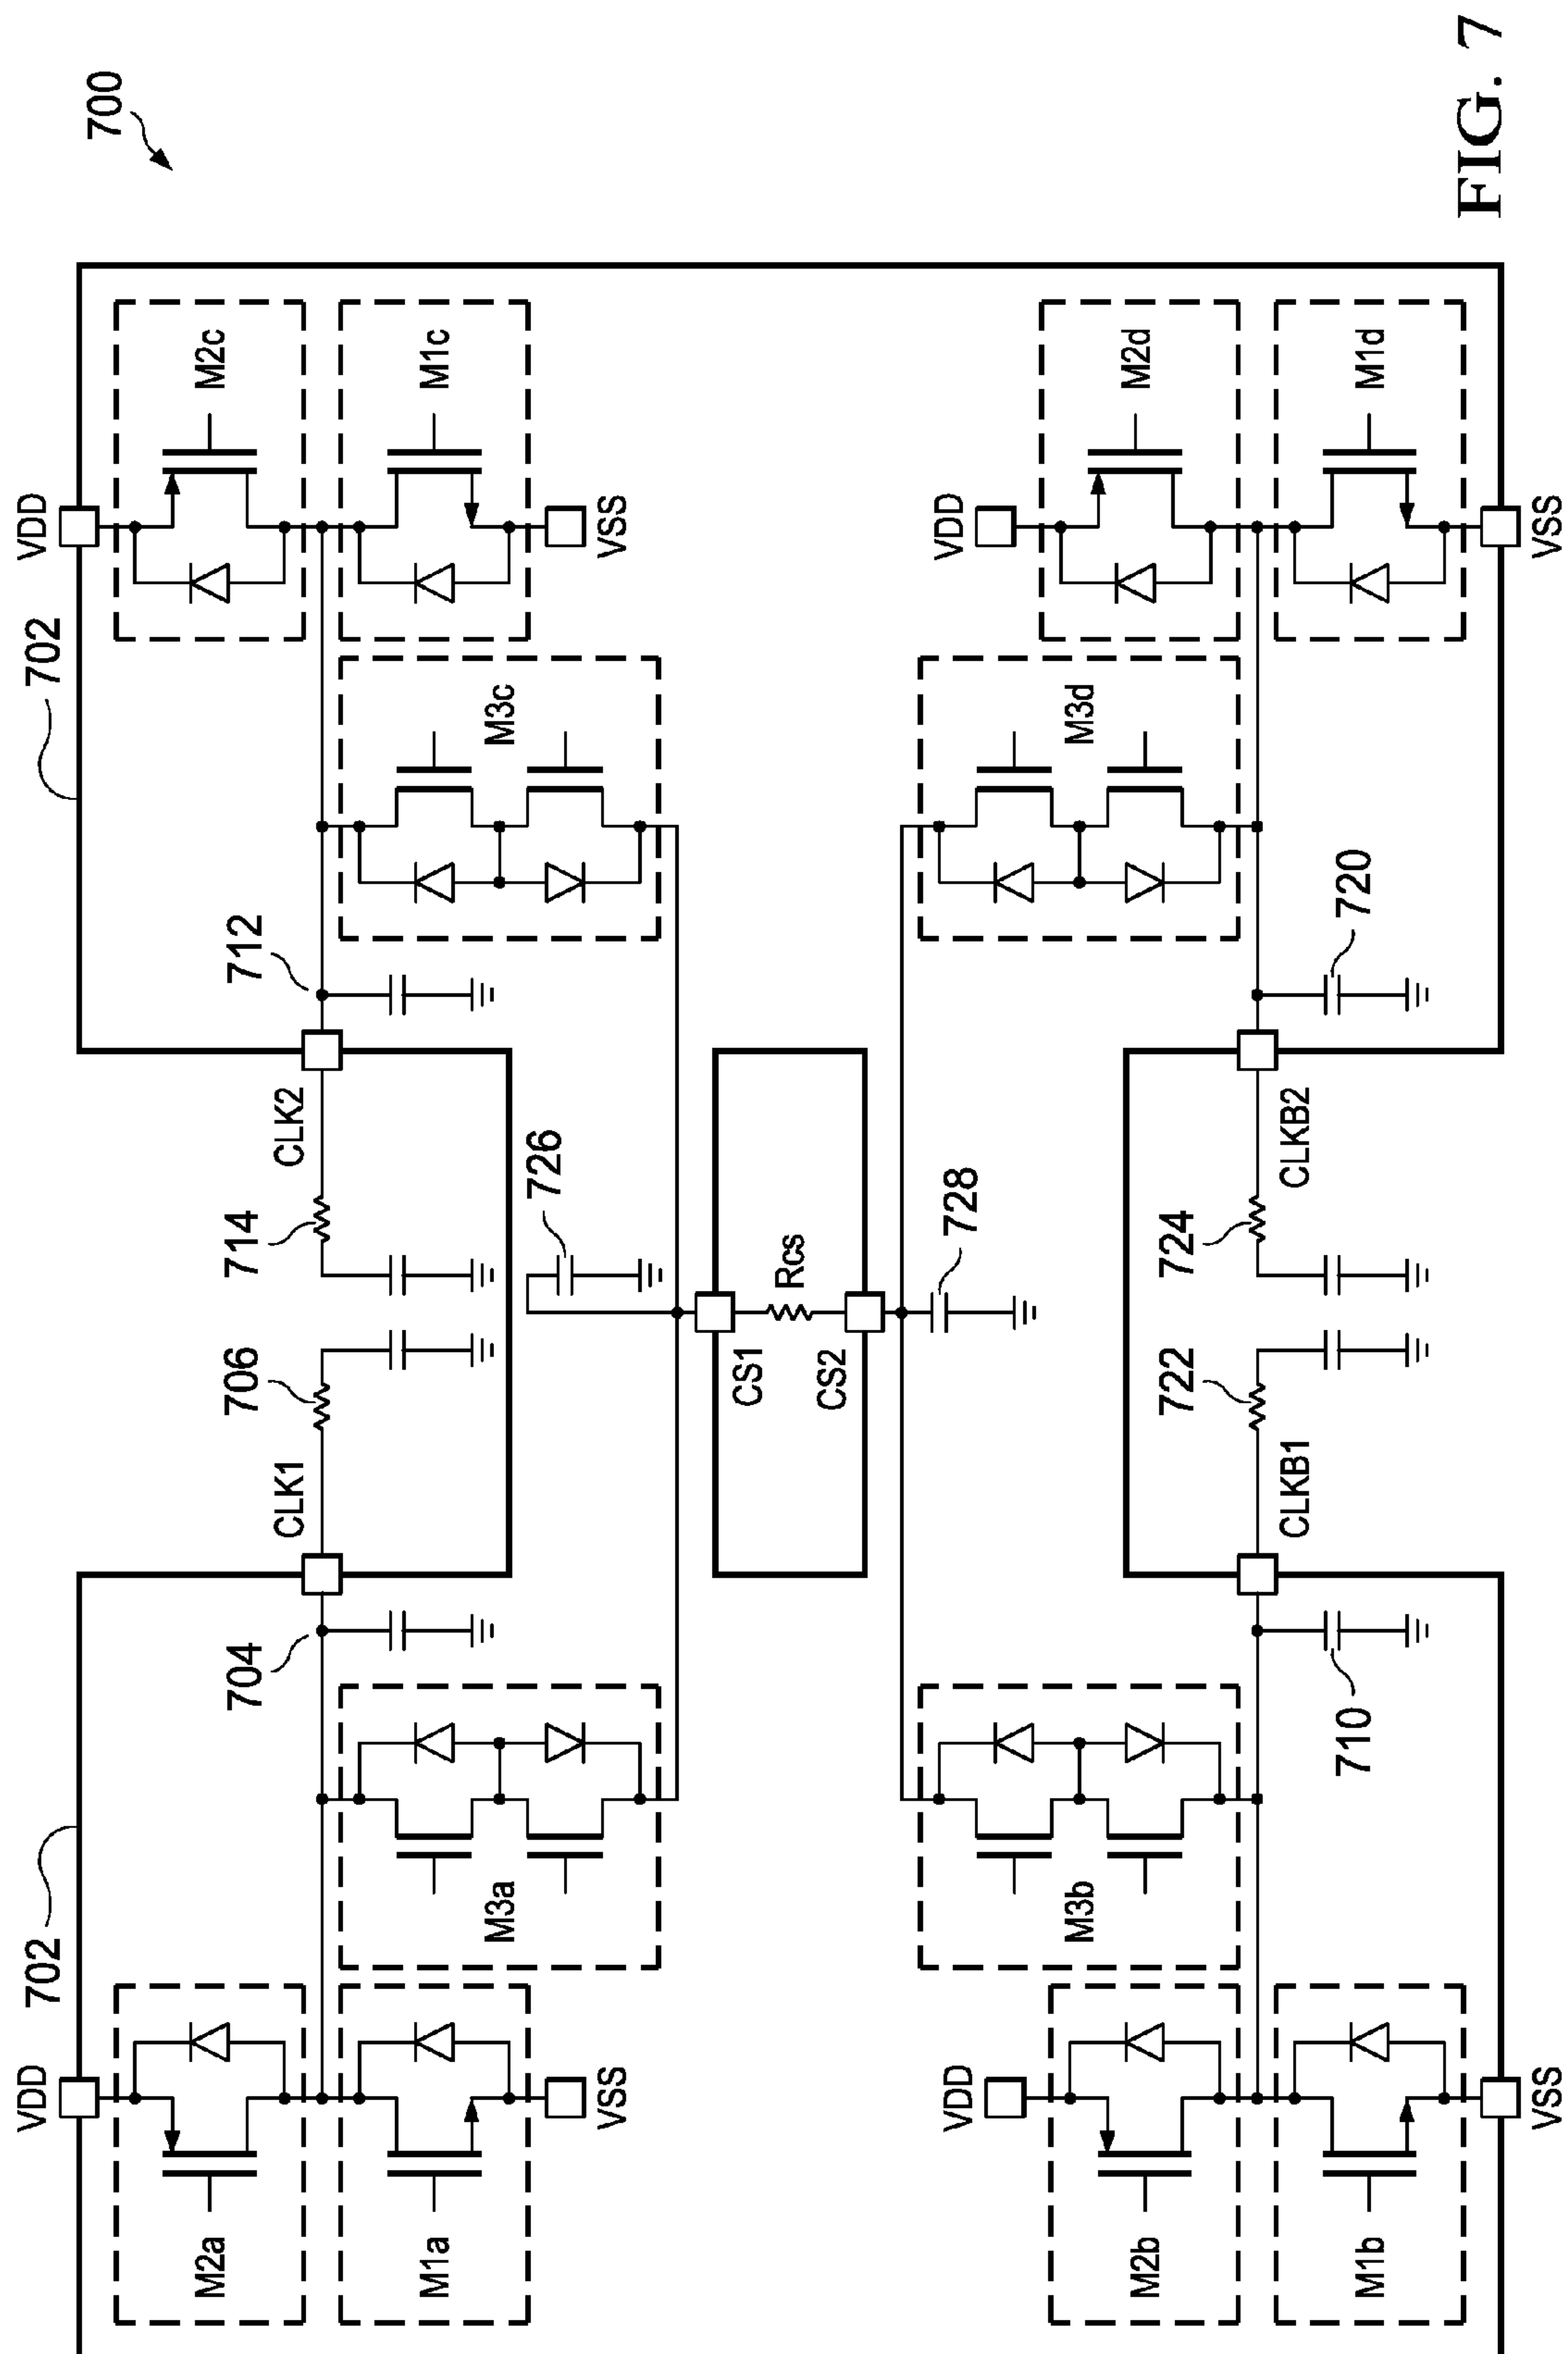 700
702
VDD
M2c
M1c
VSS
M3c
712
CLK2
714
726
706
CLK1
704
M3a
702
VDD
M2a
M1a
VSS
CS1
Rcs
CS2
728
VDD
M2d
M1d
VSS
M3d
720
CLKB2
724
722
CLKB1
710
M3b
VDD
M2b
M1b
VSS
FIG. 7